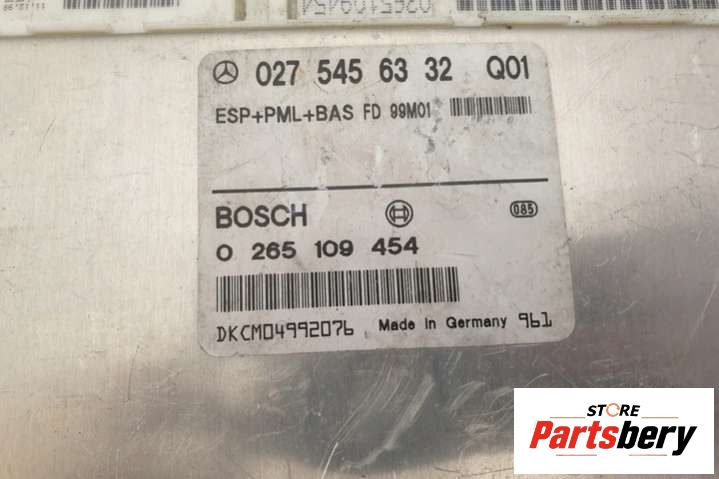 027 545 63 32 Q01
ESP+PML+BAS FD 99M01
BOSCH
085
0 265 109 454
DKCM04992076 Made in Germany 961
STORE
Partsbery